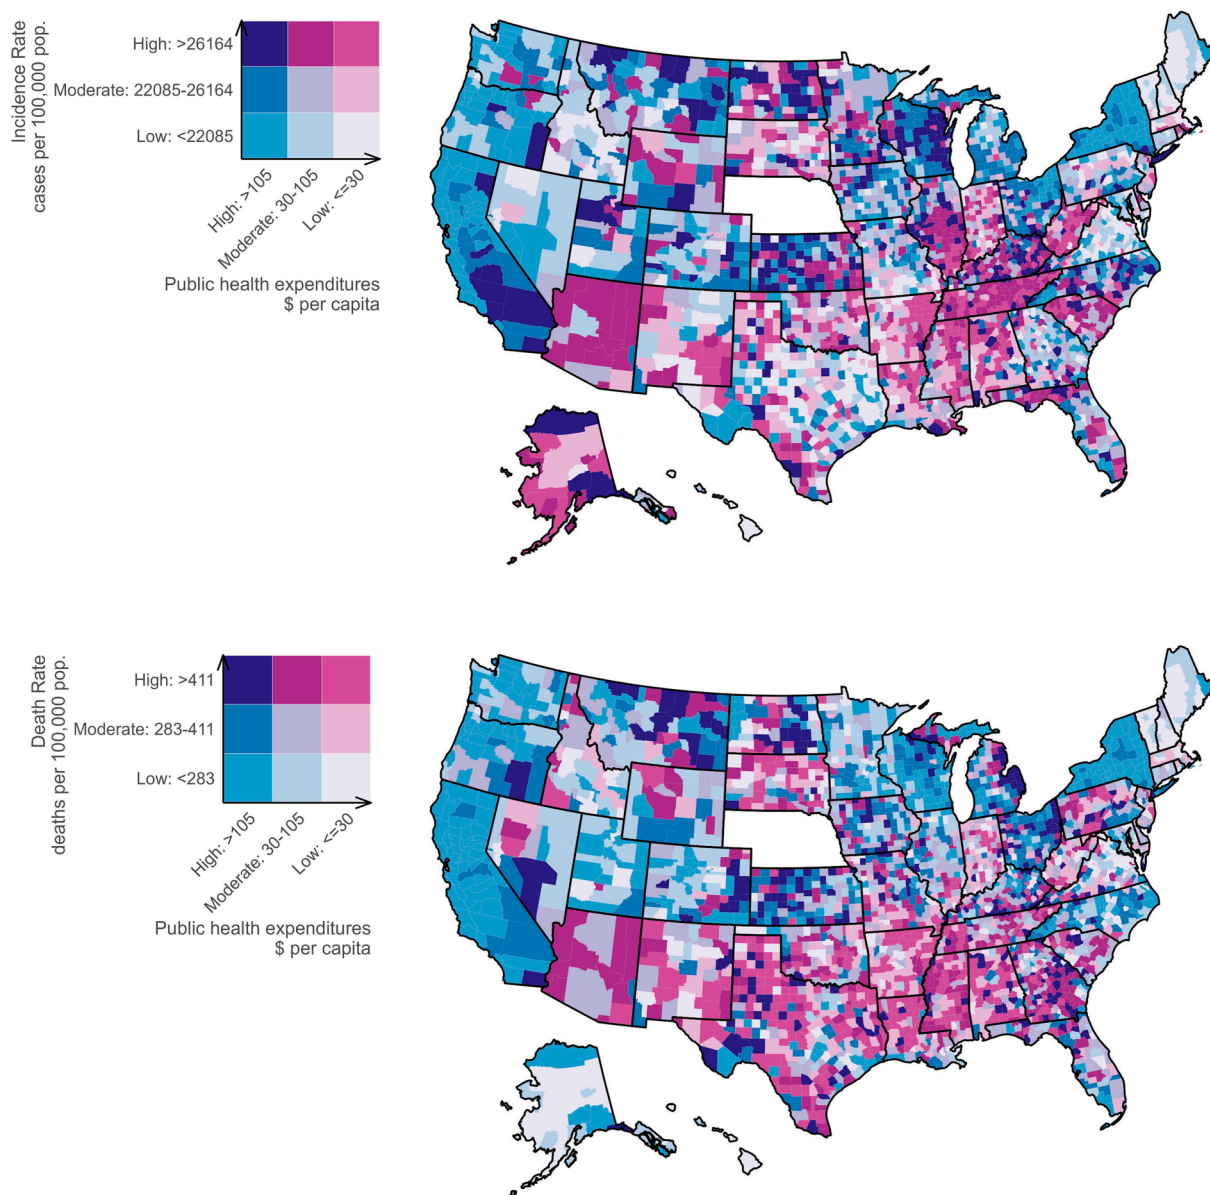 Incidence Rate
cases per 100,000 pop.
High: >26164
Moderate: 22085-26164
Low: <22085
High: >105
Moderate: 30-105
Low: <=30
Public health expenditures
$ per capita
Death Rate
deaths per 100,000 pop.
High: >411
Moderate: 283-411
Low: <283
High: >105
Moderate: 30-105
Low: <=30
Public health expenditures
$ per capita